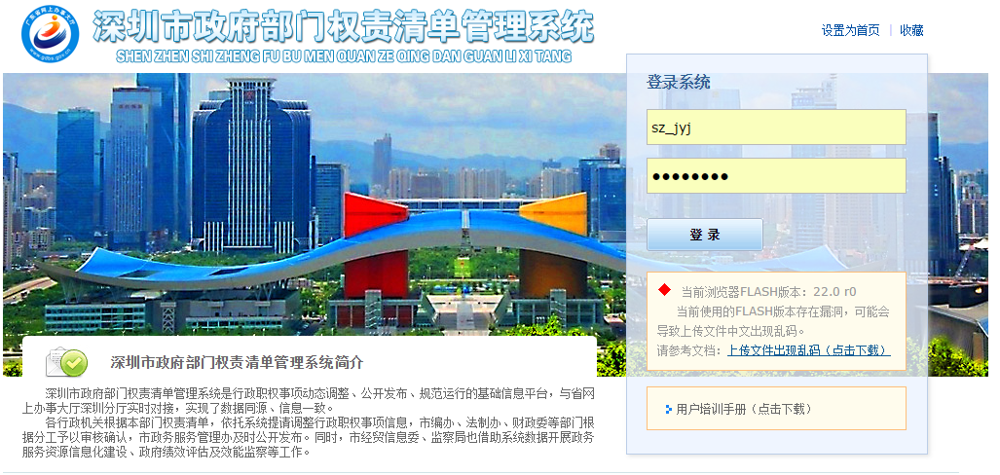 深圳市政府部门权责清单管理系统
SHEN ZHEN SHI ZHENG FU BU MEN QUAN ZE QING DAN GUAN LI XI TANG
设置为首页 | 收藏
登录系统
sz_jyj
●●●●●●●●
登 录
当前浏览器FLASH版本：22.0 r0
当前使用的FLASH版本存在漏洞，可能会
导致上传文件中文出现乱码。
请参考文档：上传文件出现乱码（点击下载）
用户培训手册（点击下载）
深圳市政府部门权责清单管理系统简介
深圳市政府部门权责清单管理系统是行政职权事项动态调整、公开发布、规范运行的基础信息平台，与省网
上办事大厅深圳分厅实时对接，实现了数据同源、信息一致。
各行政机关根据本部门权责清单，依托系统提请调整行政职权事项信息，市编办、法制办、财政委等部门根
据分工予以审核确认，市政务服务管理办及时公开发布。同时，市经贸信息委、监察局也借助系统数据开展政务
服务资源信息化建设、政府绩效评估及效能监察等工作。